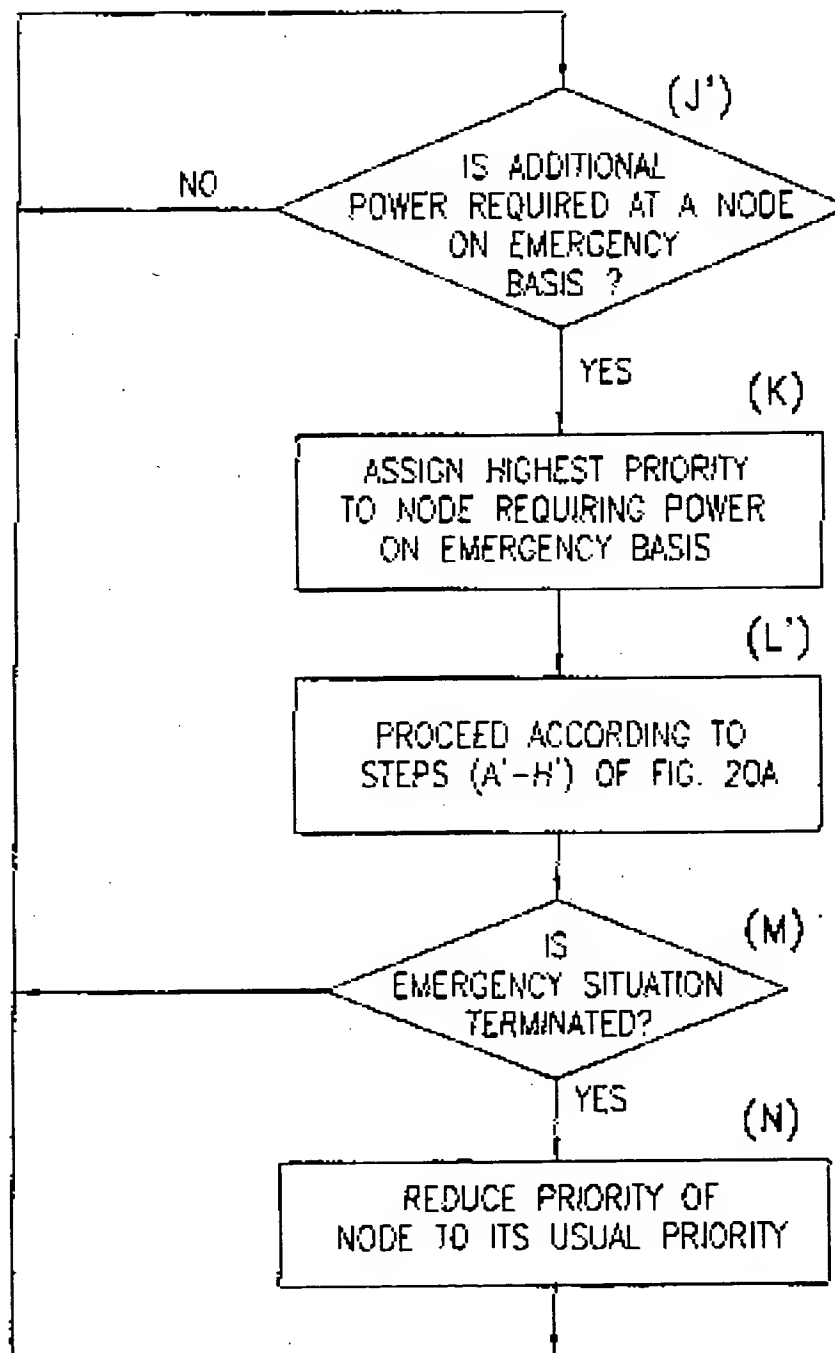 (J')
IS ADDITIONAL
POWER REQUIRED AT A NODE
ON EMERGENCY
BASIS ?
NO
YES
(K)
ASSIGN HIGHEST PRIORITY
TO NODE REQUIRING POWER
ON EMERGENCY BASIS
(L')
PROCEED ACCORDING TO
STEPS (A'-H') OF FIG. 20A
(M)
IS
EMERGENCY SITUATION
TERMINATED?
YES
(N)
REDUCE PRIORITY OF
NODE TO ITS USUAL PRIORITY